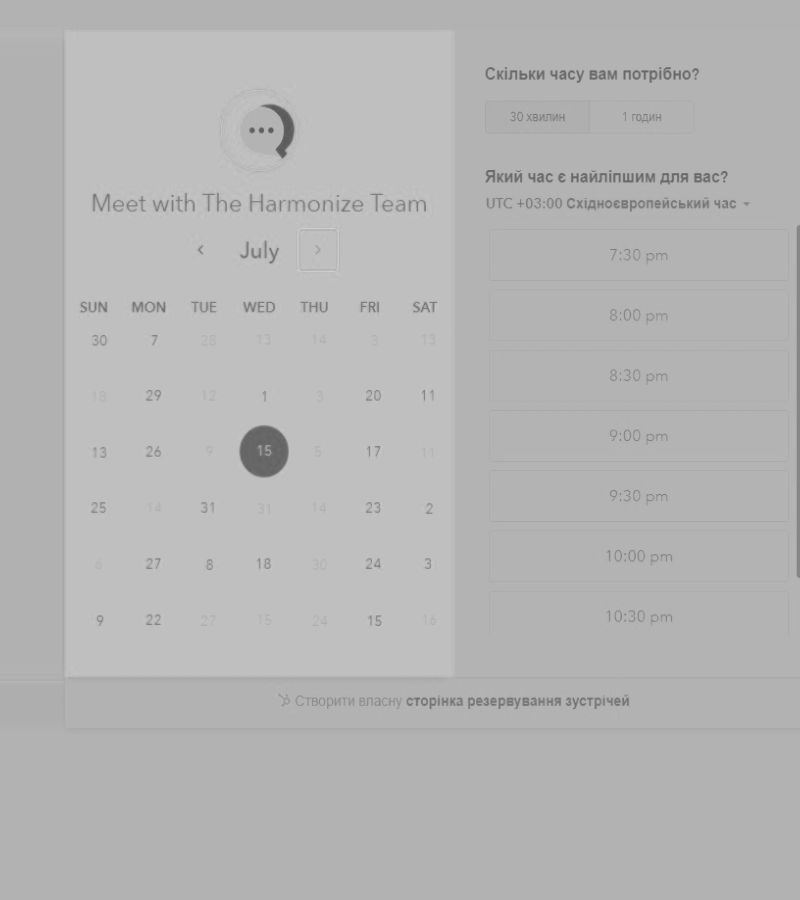 Meet with The Harmonize Team
July
SUN MON TUE WED THU FRI SAT
30 7 28 13 14 3 13
18 29 12 1 3 20 11
13 26 9 15 5 17 11
25 14 31 31 14 23 2
6 27 8 18 30 24 3
9 22 27 15 24 15 16
Скільки часу вам потрібно?
30 хвилин 1 годин
Який час є найліпшим для вас?
UTC +03:00 Східноєвропейський час
7:30 pm
8:00 pm
8:30 pm
9:00 pm
9:30 pm
10:00 pm
10:30 pm
Створити власну сторінка резервування зустрічей